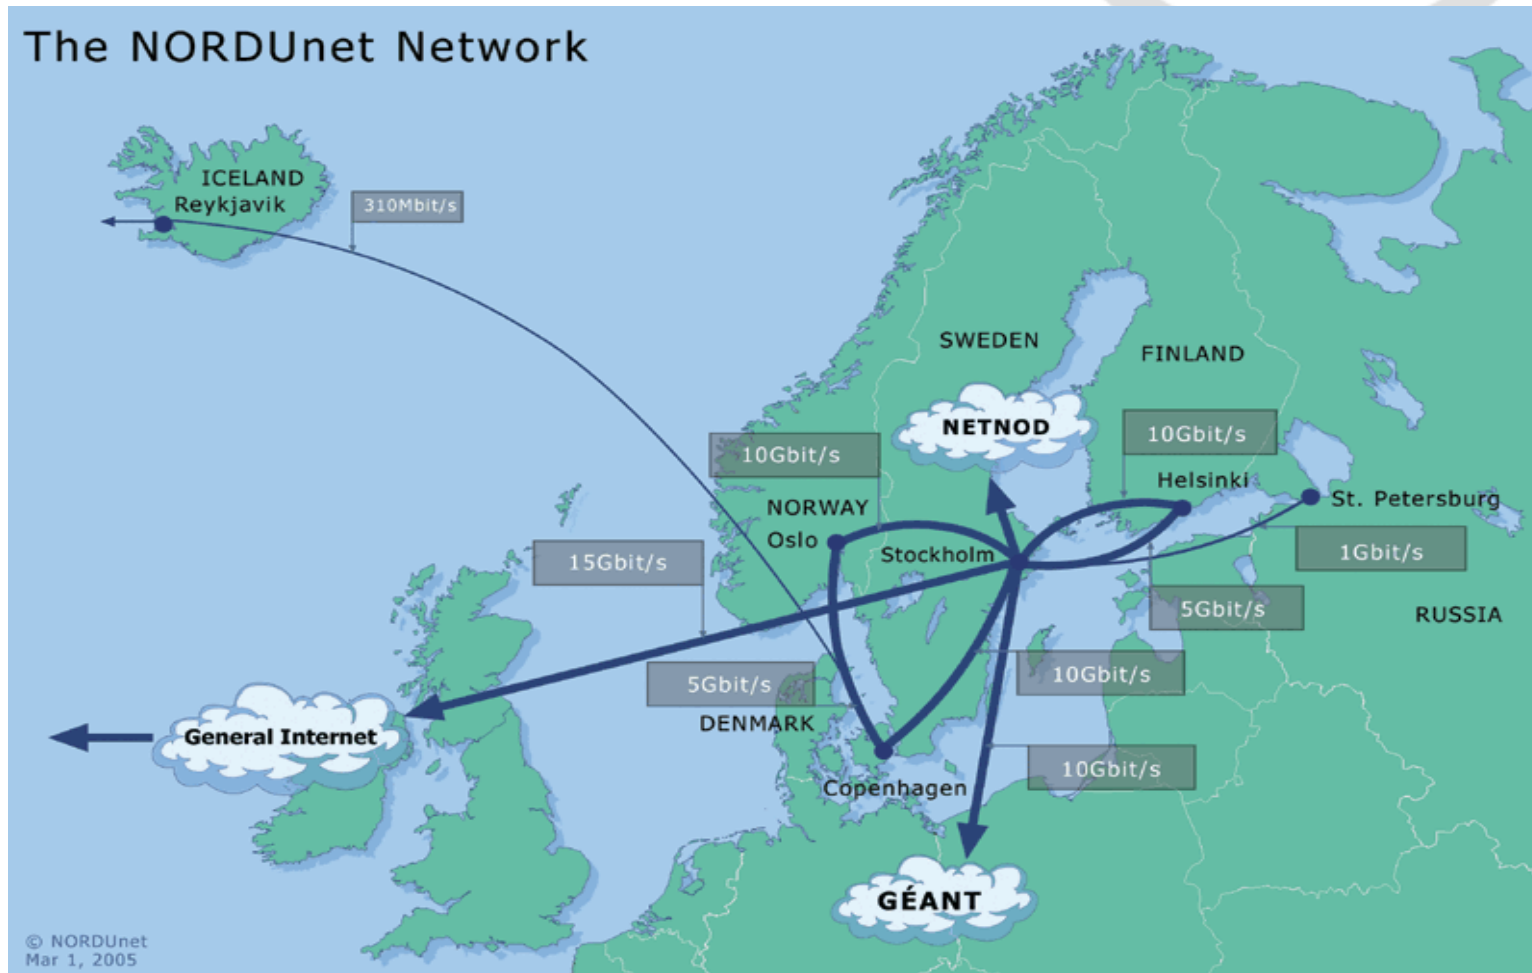 The NORDUnet Network
ICELAND
Reykjavik
310Mbit/s
SWEDEN
FINLAND
NETNOD
10Gbit/s
10Gbit/s
Helsinki
St. Petersburg
NORWAY
Oslo
Stockholm
15Gbit/s
1Gbit/s
5Gbit/s
RUSSIA
10Gbit/s
5Gbit/s
DENMARK
General Internet
10Gbit/s
Copenhagen
GÉANT
© NORDUnet
Mar 1, 2005